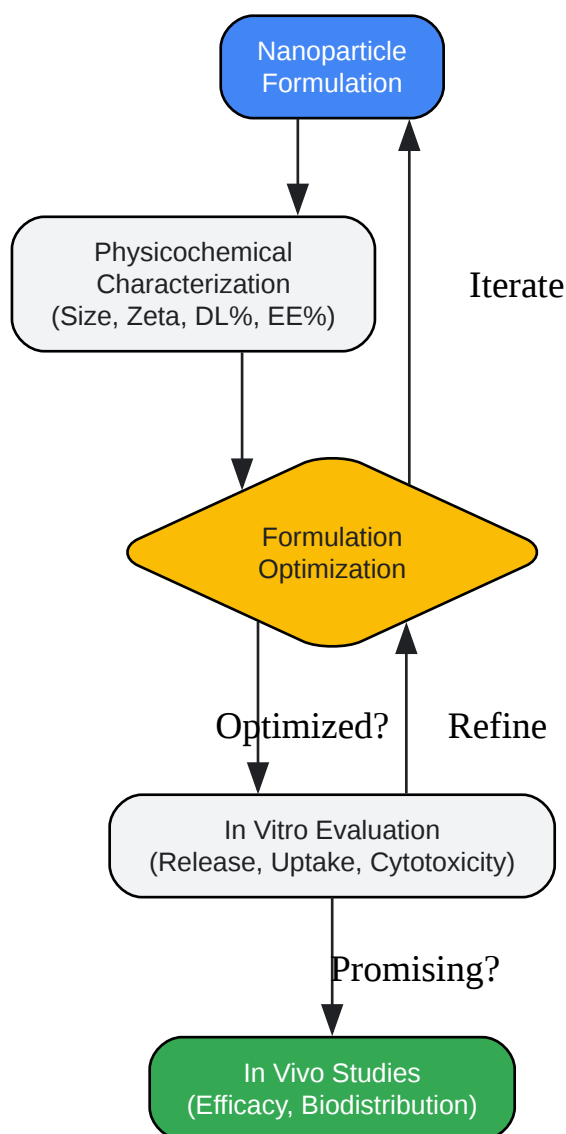 Nanoparticle
Formulation
Physicochemical
Characterization
(Size, Zeta, DL%, EE%)
Iterate
Formulation
Optimization
Optimized?
Refine
In Vitro Evaluation
(Release, Uptake, Cytotoxicity)
Promising?
In Vivo Studies
(Efficacy, Biodistribution)